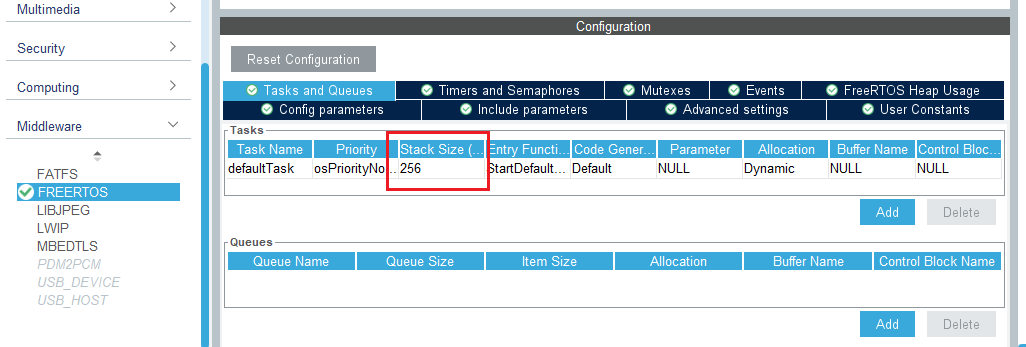 Multimedia
Security
Computing
Middleware
FATFS
FREERTOS
LIBJPEG
LWIP
MBEDTLS
PDM2PCM
USB_DEVICE
USB_HOST
Configuration
Reset Configuration
Tasks and Queues Timers and Semaphores Mutexes Events FreeRTOS Heap Usage
Config parameters Include parameters Advanced settings User Constants
Tasks
Task Name Priority Stack Size (... Entry Functi... Code Gener... Parameter Allocation Buffer Name Control Bloc...
defaultTask osPriorityNo... 256 StartDefault... Default NULL Dynamic NULL NULL
Add Delete
Queues
Queue Name Queue Size Item Size Allocation Buffer Name Control Block Name
Add Delete